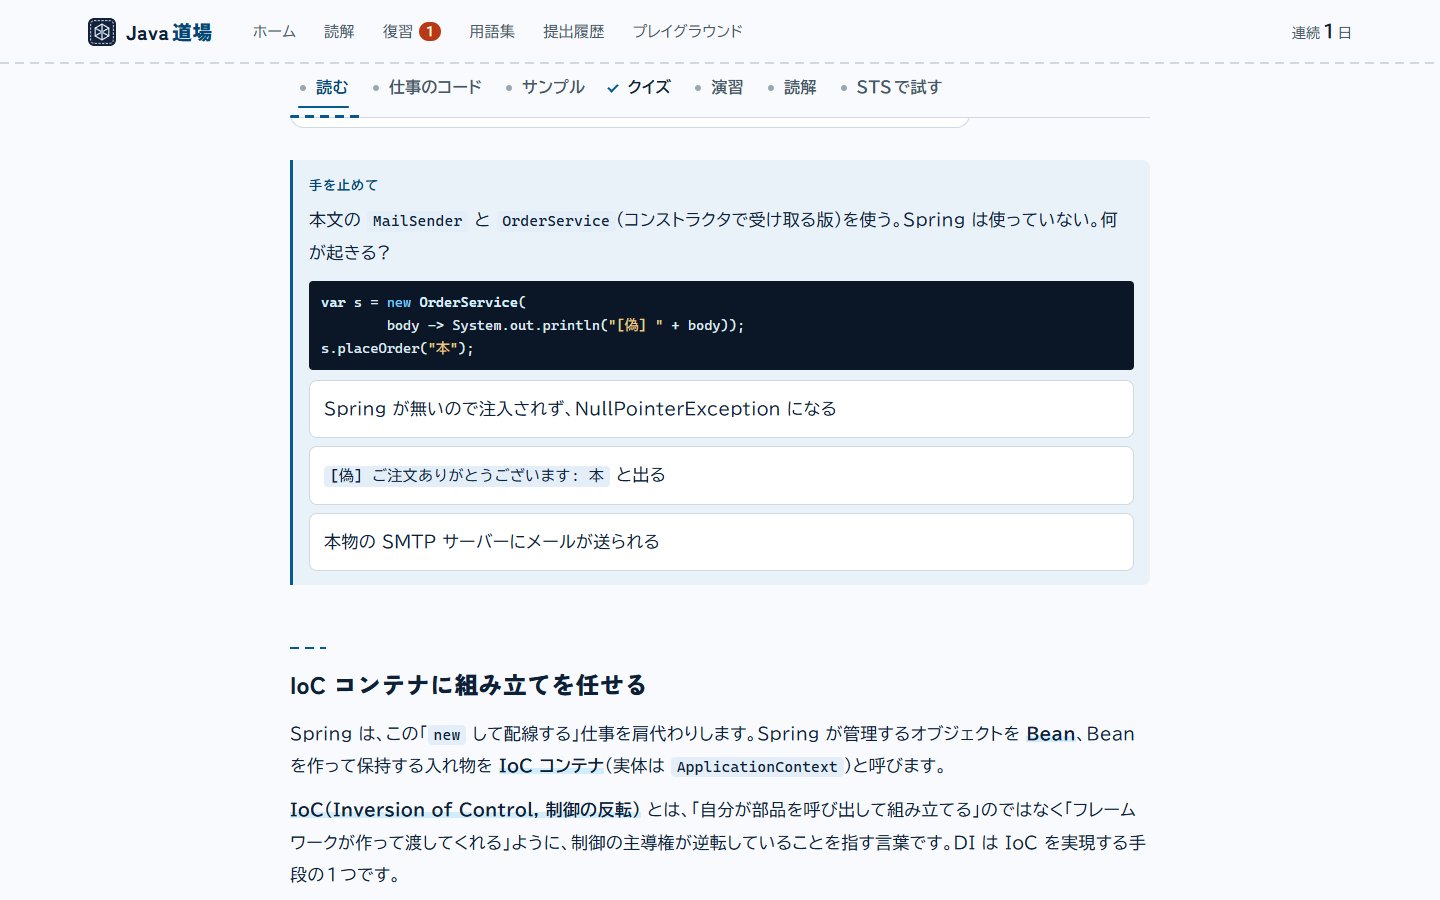 Java道場 ホーム 読解 復習 1 用語集 提出履歴 プレイグラウンド 連続1日
読む 仕事のコード サンプル クイズ 演習 読解 STSで試す
手を止めて
本文の MailSender と OrderService（コンストラクタで受け取る版）を使う。Spring は使っていない。何
が起きる？
var s = new OrderService(
body -> System.out.println("[偽] " + body));
s.placeOrder("本");
Spring が無いので注入されず、NullPointerException になる
[偽] ご注文ありがとうございます: 本 と出る
本物の SMTP サーバーにメールが送られる
IoC コンテナに組み立てを任せる
Spring は、この「new して配線する」仕事を肩代わりします。Spring が管理するオブジェクトを Bean、Bean
を作って保持する入れ物を IoC コンテナ（実体は ApplicationContext）と呼びます。
IoC（Inversion of Control, 制御の反転） とは、「自分が部品を呼び出して組み立てる」のではなく「フレーム
ワークが作って渡してくれる」ように、制御の主導権が逆転していることを指す言葉です。DI は IoC を実現する手
段の1つです。